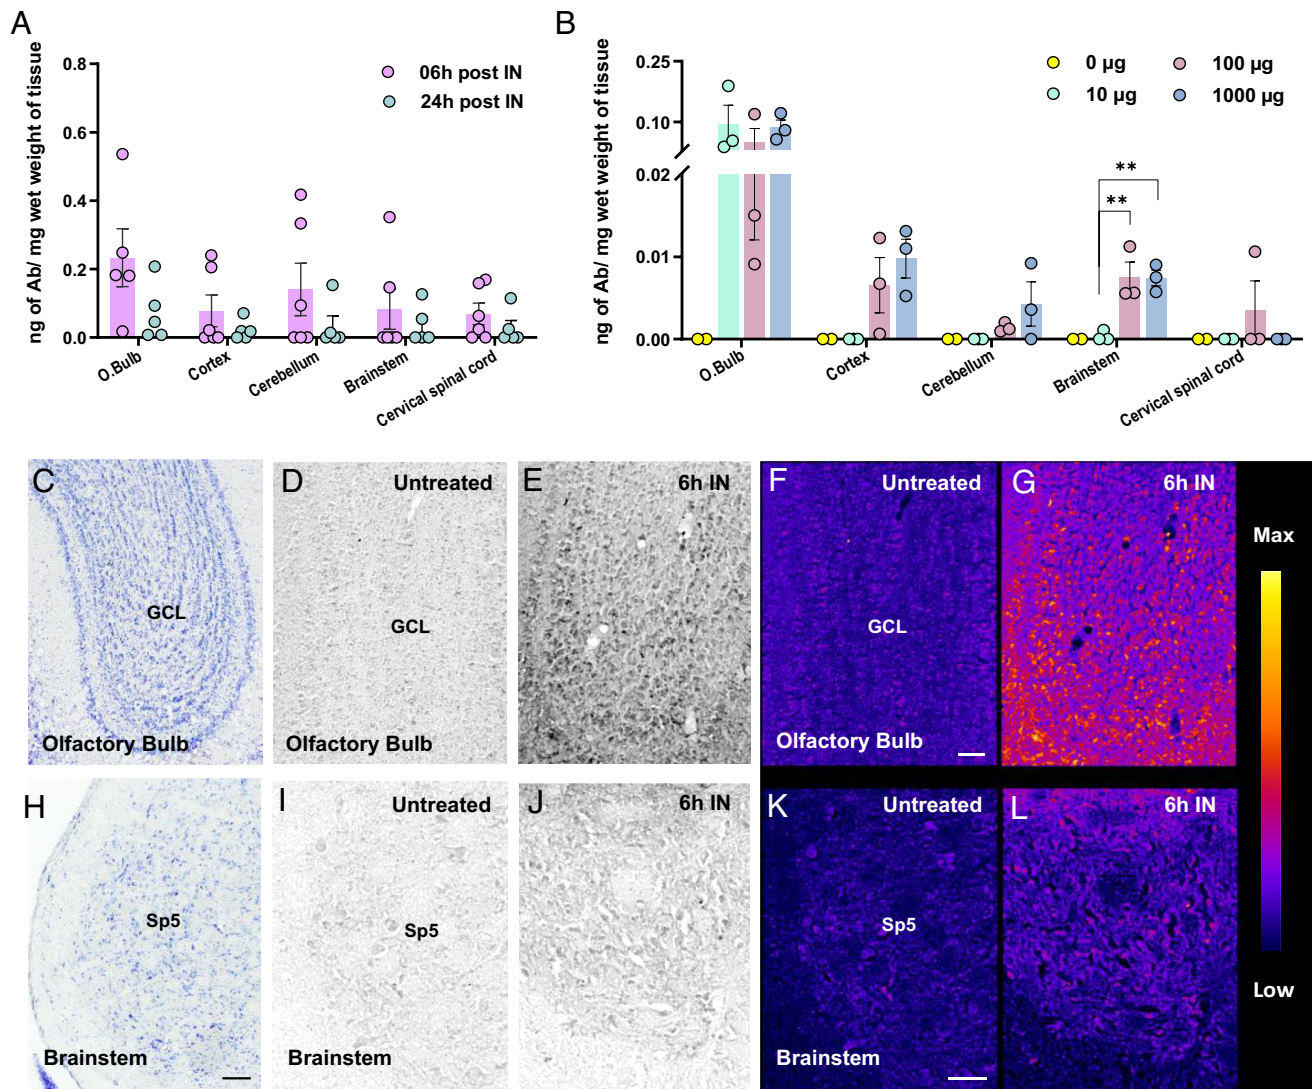 A
ng of Ab/ mg wet weight of tissue
0.8
0.6
0.4
0.2
0.0
06h post IN
24h post IN
O.Bulb
Cortex
Cerebellum
Brainstem
Cervical spinal cord
B
ng of Ab/ mg wet weight of tissue
0.25
0.10
0.02
0.01
0.00
0 µg
10 µg
100 µg
1000 µg
**
**
O.Bulb
Cortex
Cerebellum
Brainstem
Cervical spinal cord
C
GCL
Olfactory Bulb
D
Untreated
GCL
Olfactory Bulb
E
6h IN
F
Untreated
GCL
Olfactory Bulb
G
6h IN
Max
Low
H
Sp5
Brainstem
I
Untreated
Sp5
Brainstem
J
6h IN
K
Untreated
Sp5
Brainstem
L
6h IN